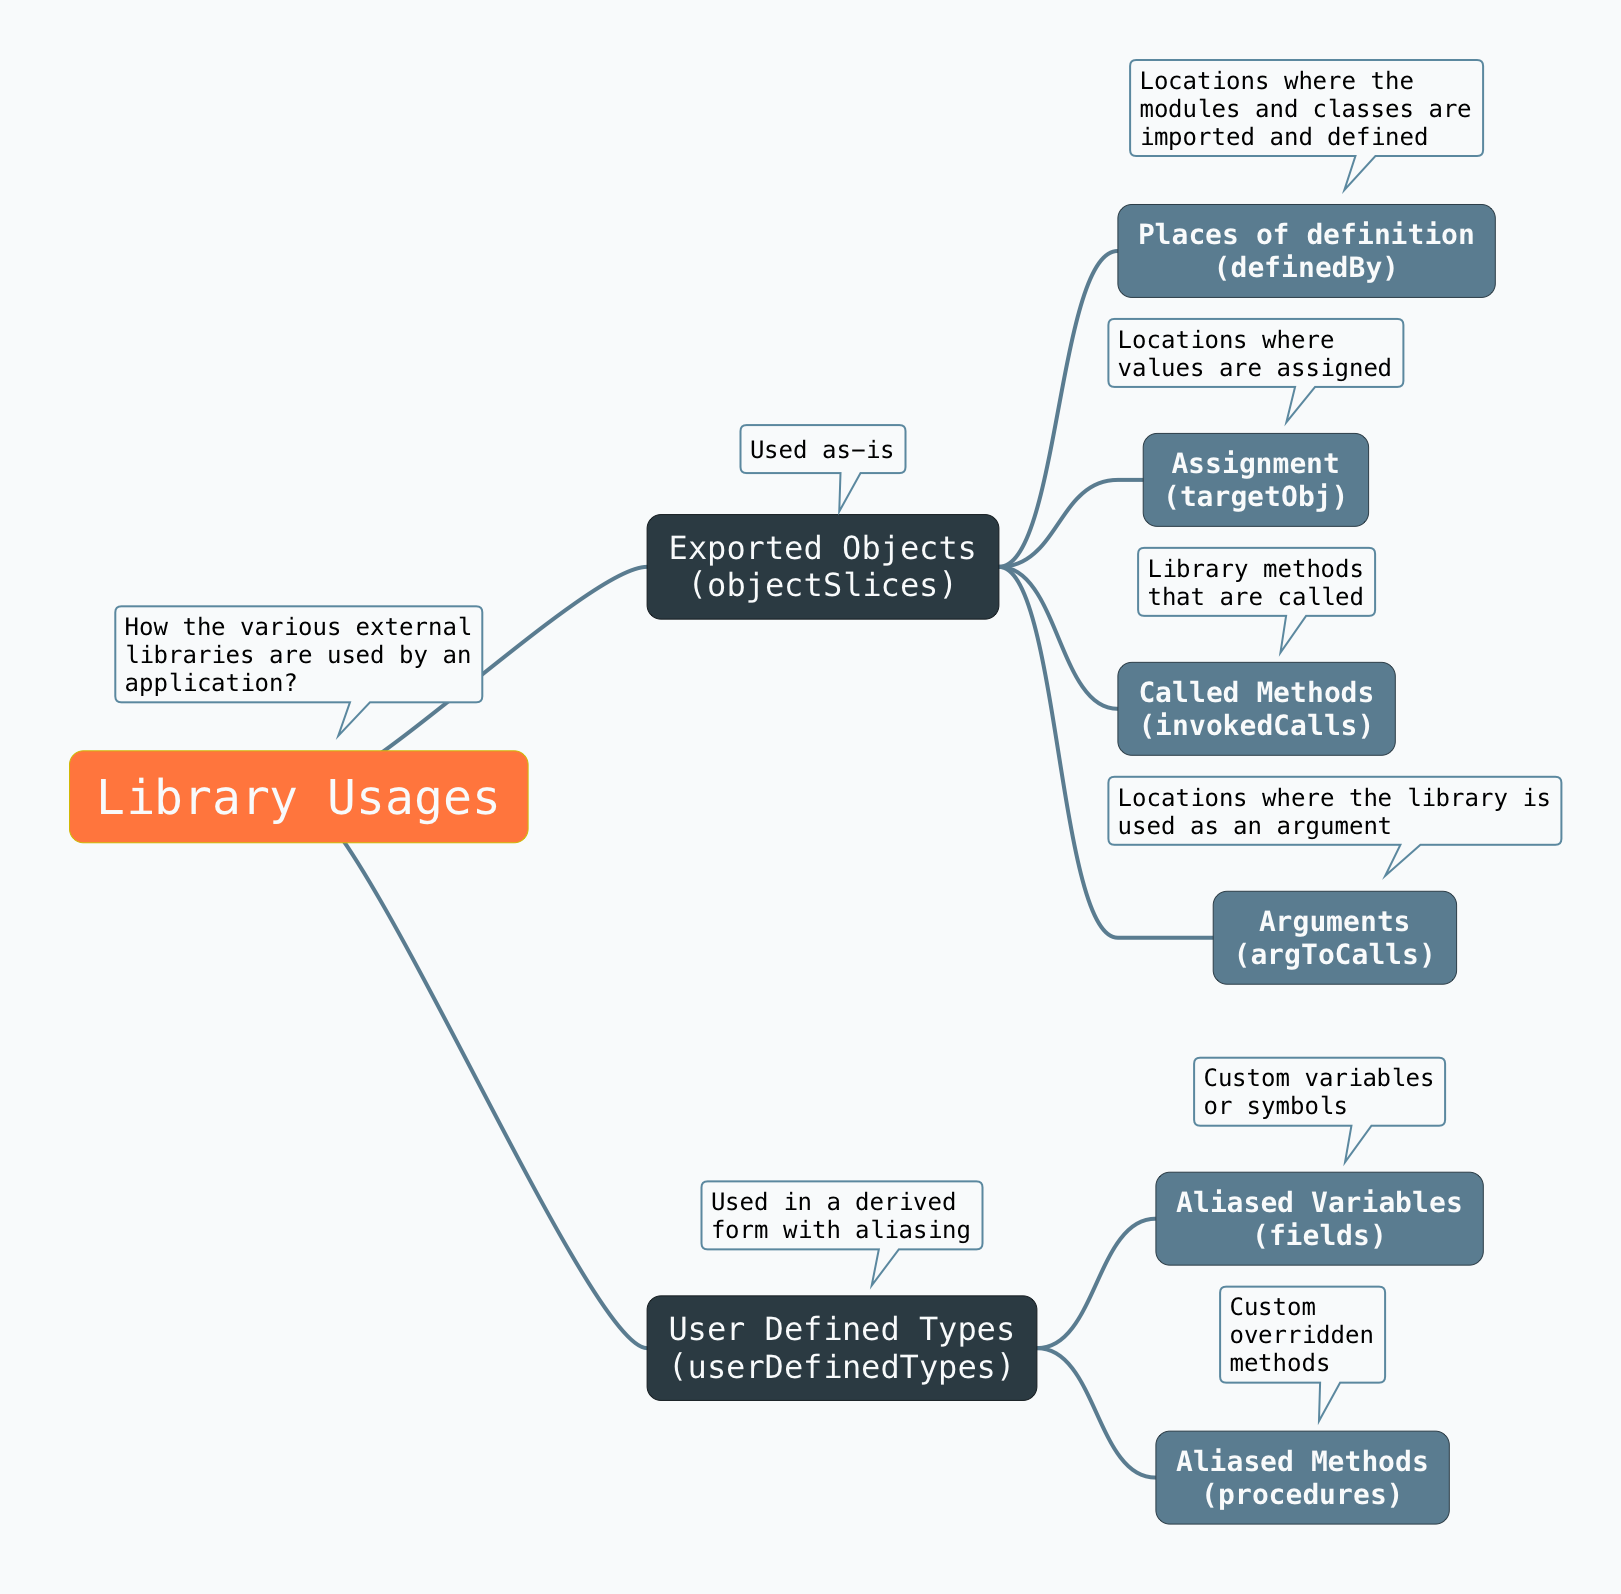 Locations where the
modules and classes are
imported and defined
Places of definition
(definedBy)
Locations where
values are assigned
Used as-is
Assignment
(targetObj)
Exported Objects
(objectSlices)
Library methods
that are called
How the various external
libraries are used by an
application?
Called Methods
(invokedCalls)
Library Usages
Locations where the library is
used as an argument
Arguments
(argToCalls)
Custom variables
or symbols
Used in a derived
form with aliasing
Aliased Variables
(fields)
User Defined Types
(userDefinedTypes)
Custom
overridden
methods
Aliased Methods
(procedures)